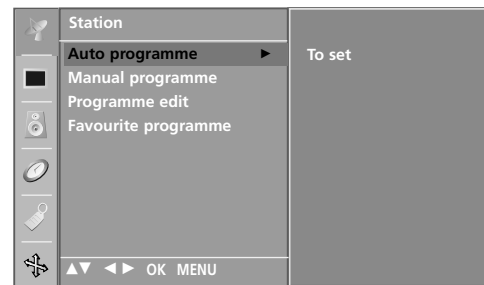 Station
Auto programme ► To set
Manual programme
Programme edit
Favourite programme
▲▼ ◄► OK MENU